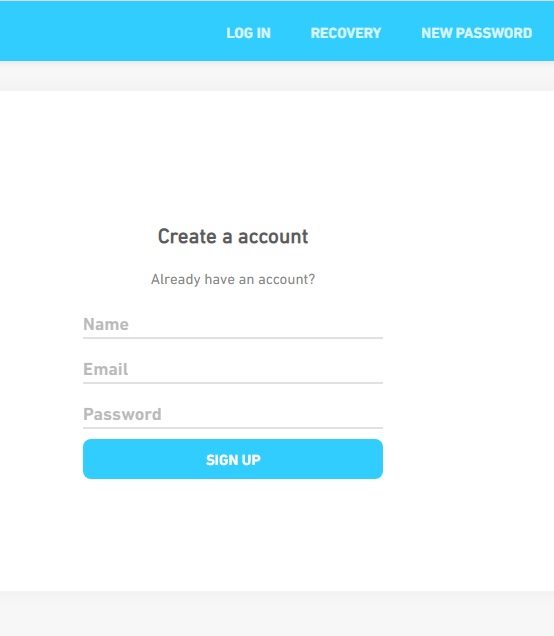 LOG IN RECOVERY NEW PASSWORD
Create a account
Already have an account?
Name
Email
Password
SIGN UP